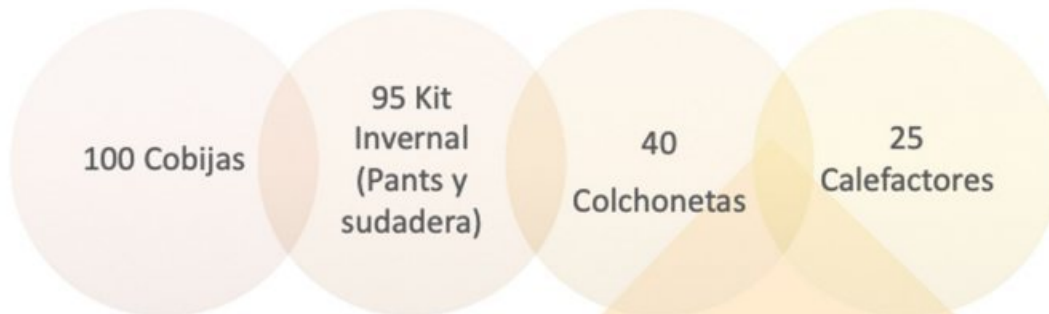 100 Cobijas
95 Kit
Invernal
(Pants y
sudadera)
40
Colchonetas
25
Calefactores